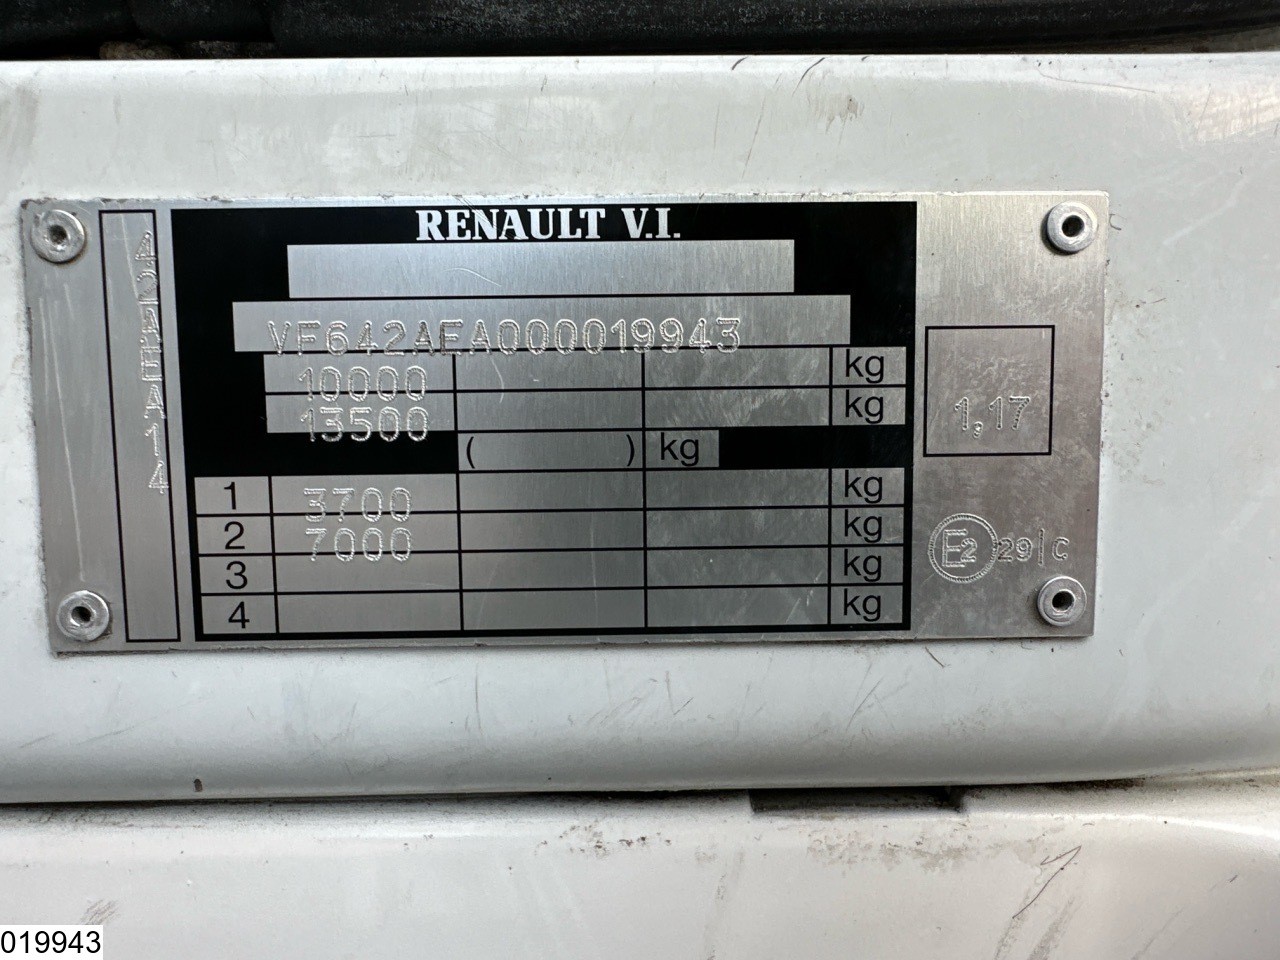 RENAULT V.I.
VF642AEA000019943
10000 kg
13500 kg
( ) kg
1 3700 kg
2 7000 kg
3 kg
4 kg
1,17
E2 29/C
019943